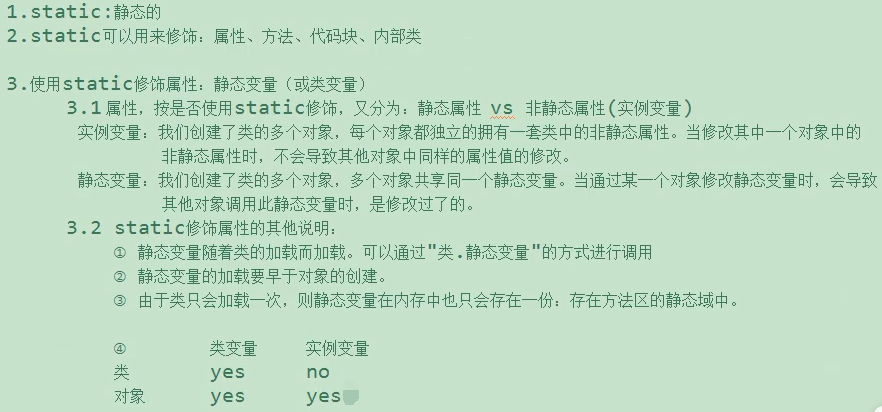 1.static:静态的
2.static可以用来修饰：属性、方法、代码块、内部类
3.使用static修饰属性：静态变量（或类变量）
3.1 属性，按是否使用static修饰，又分为：静态属性 vs 非静态属性(实例变量)
实例变量：我们创建了类的多个对象，每个对象都独立的拥有一套类中的非静态属性。当修改其中一个对象中的
非静态属性时，不会导致其他对象中同样的属性值的修改。
静态变量：我们创建了类的多个对象，多个对象共享同一个静态变量。当通过某一个对象修改静态变量时，会导致
其他对象调用此静态变量时，是修改过了的。
3.2 static修饰属性的其他说明：
① 静态变量随着类的加载而加载。可以通过"类.静态变量"的方式进行调用
② 静态变量的加载要早于对象的创建。
③ 由于类只会加载一次，则静态变量在内存中也只会存在一份：存在方法区的静态域中。
④ 类变量 实例变量
类 yes no
对象 yes yes